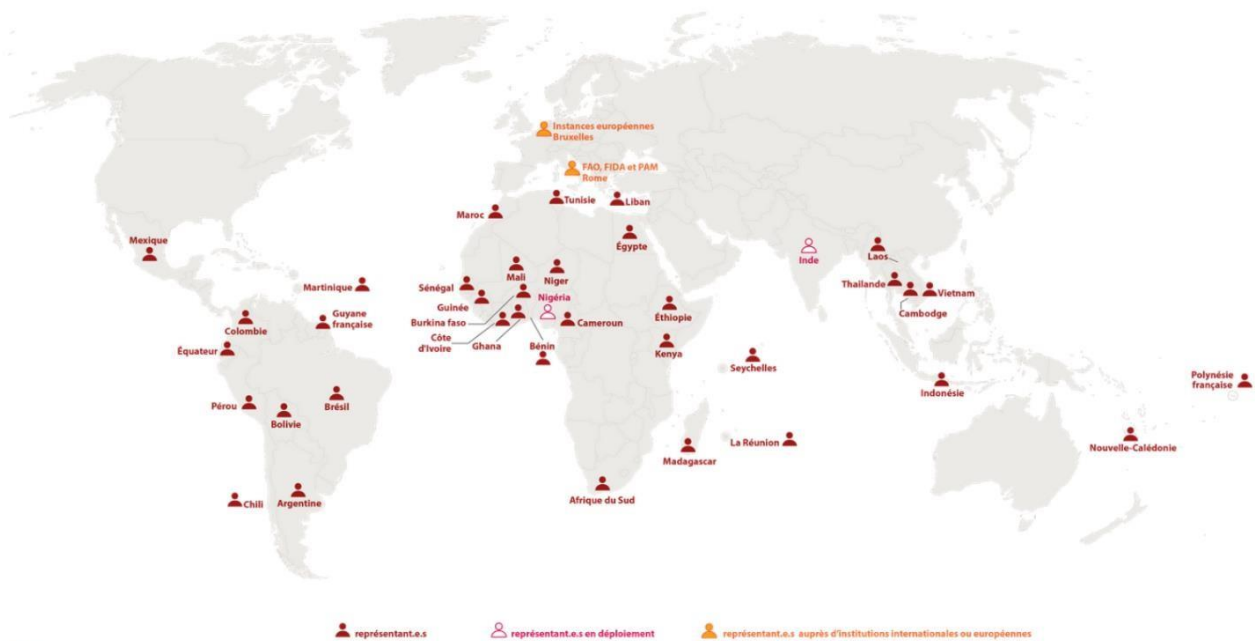 Instances européennes
Bruxelles
FAO, FIDA et PAM
Rome
Tunisie
Liban
Maroc
Égypte
Mexique
Inde
Laos
Mali
Niger
Martinique
Sénégal
Thaïlande
Vietnam
Nigéria
Guinée
Cambodge
Guyane
française
Burkina faso
Éthiopie
Colombie
Cameroun
Côte
d'Ivoire
Ghana
Bénin
Équateur
Kenya
Seychelles
Polynésie
française
Indonésie
Pérou
Brésil
Bolivie
La Réunion
Nouvelle-Calédonie
Madagascar
Chili
Argentine
Afrique du Sud
représentant.e.s
représentant.e.s en déploiement
représentant.e.s auprès d'institutions internationales ou européennes